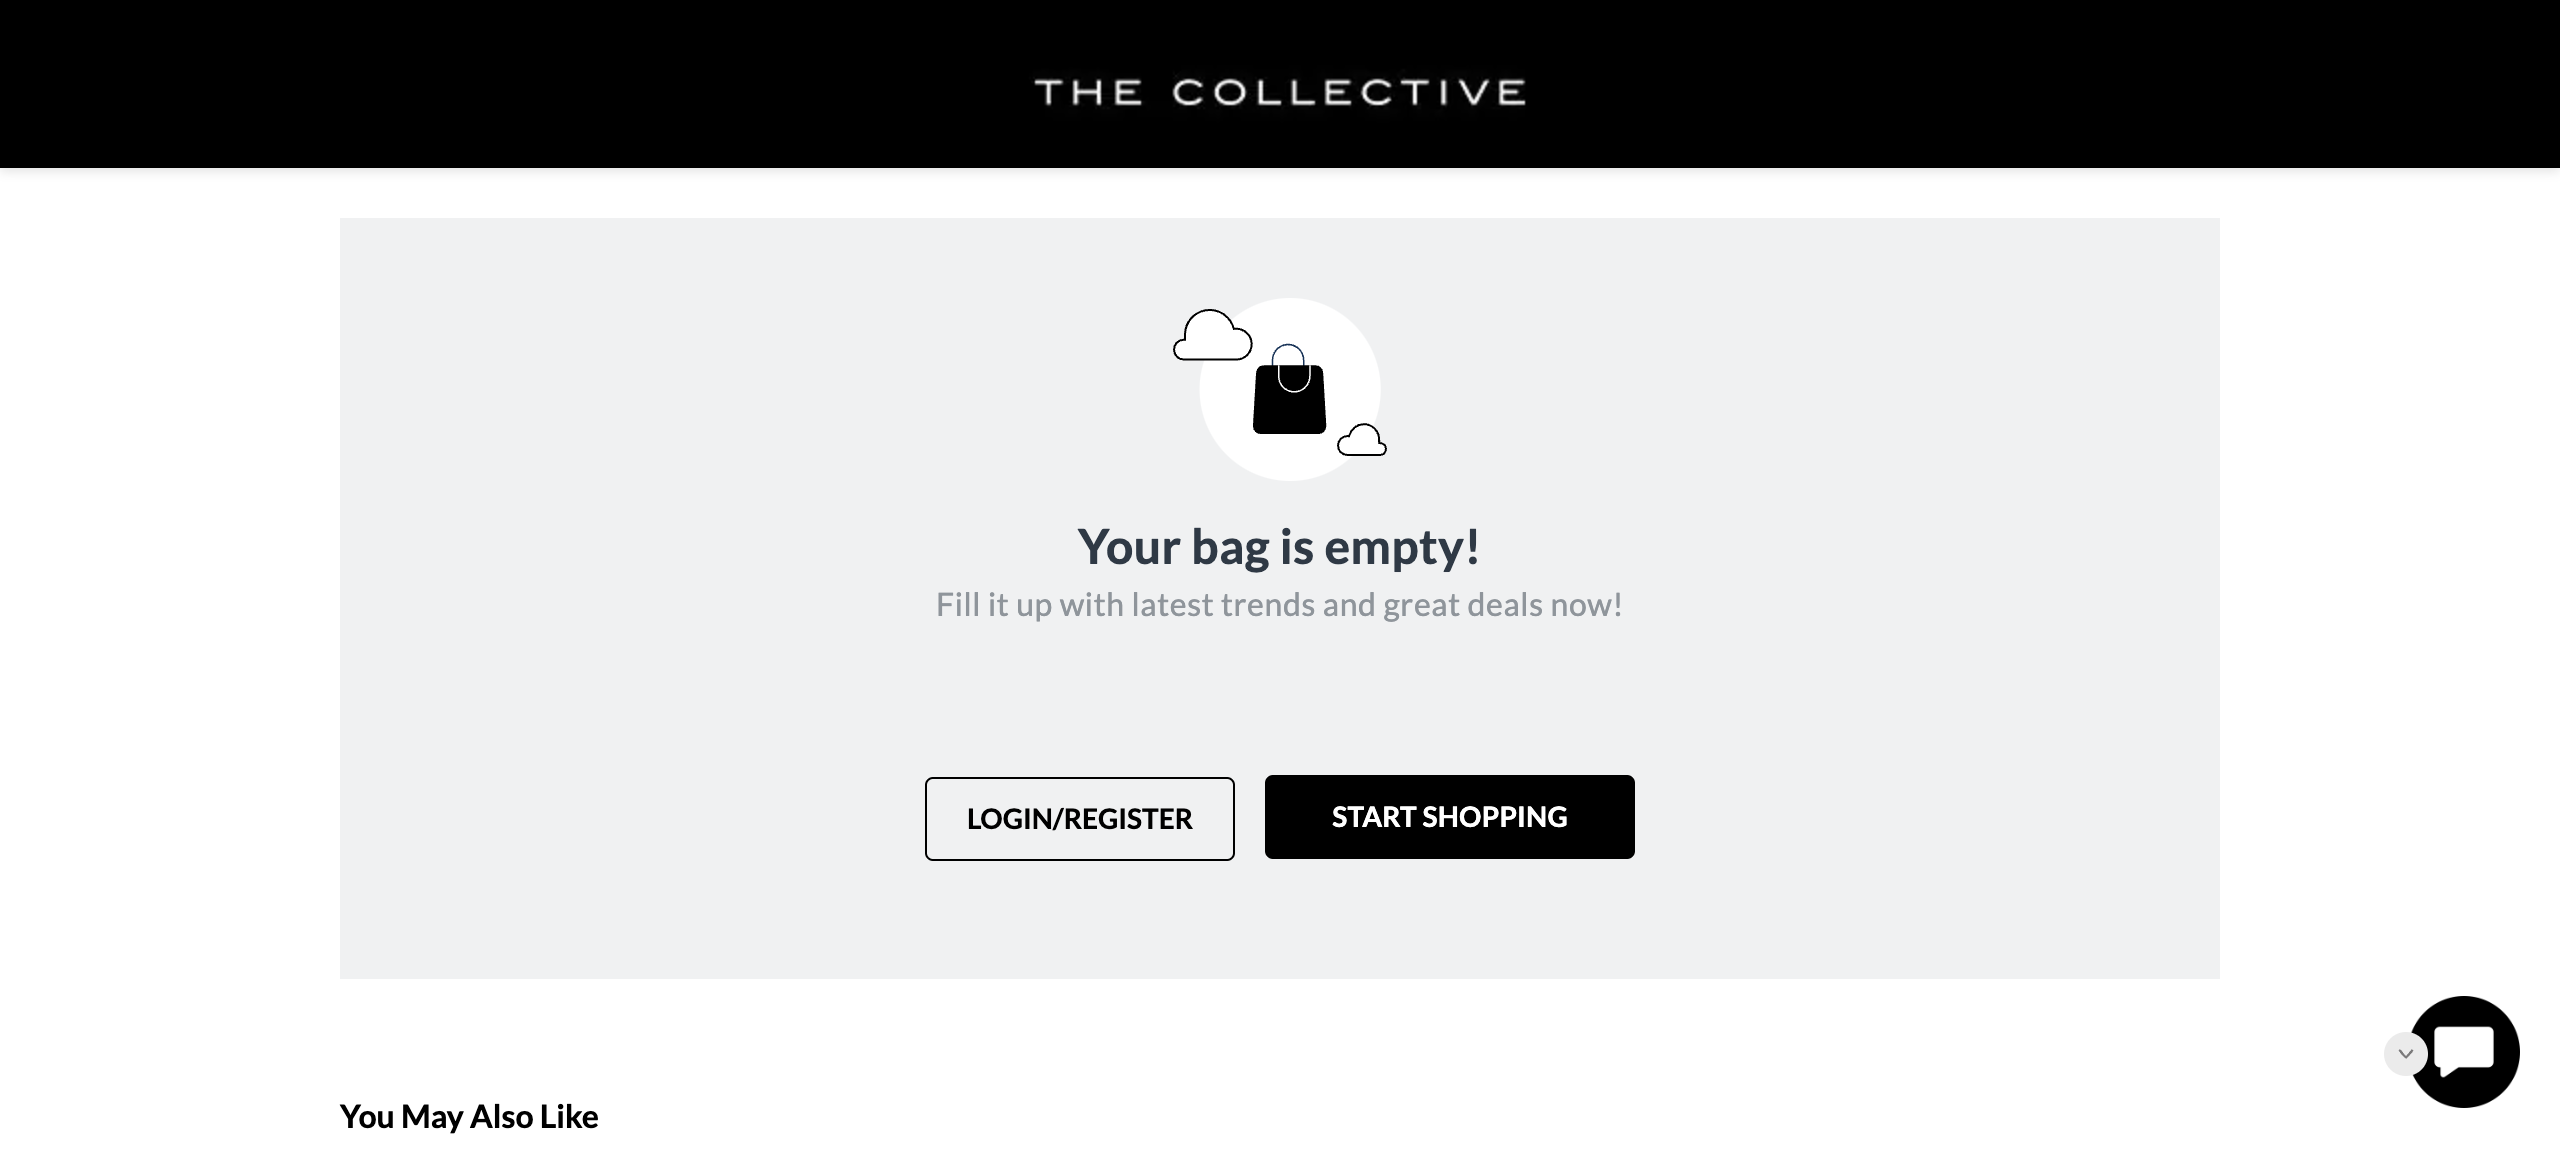 THE COLLECTIVE
Your bag is empty!
Fill it up with latest trends and great deals now!
LOGIN/REGISTER
START SHOPPING
You May Also Like